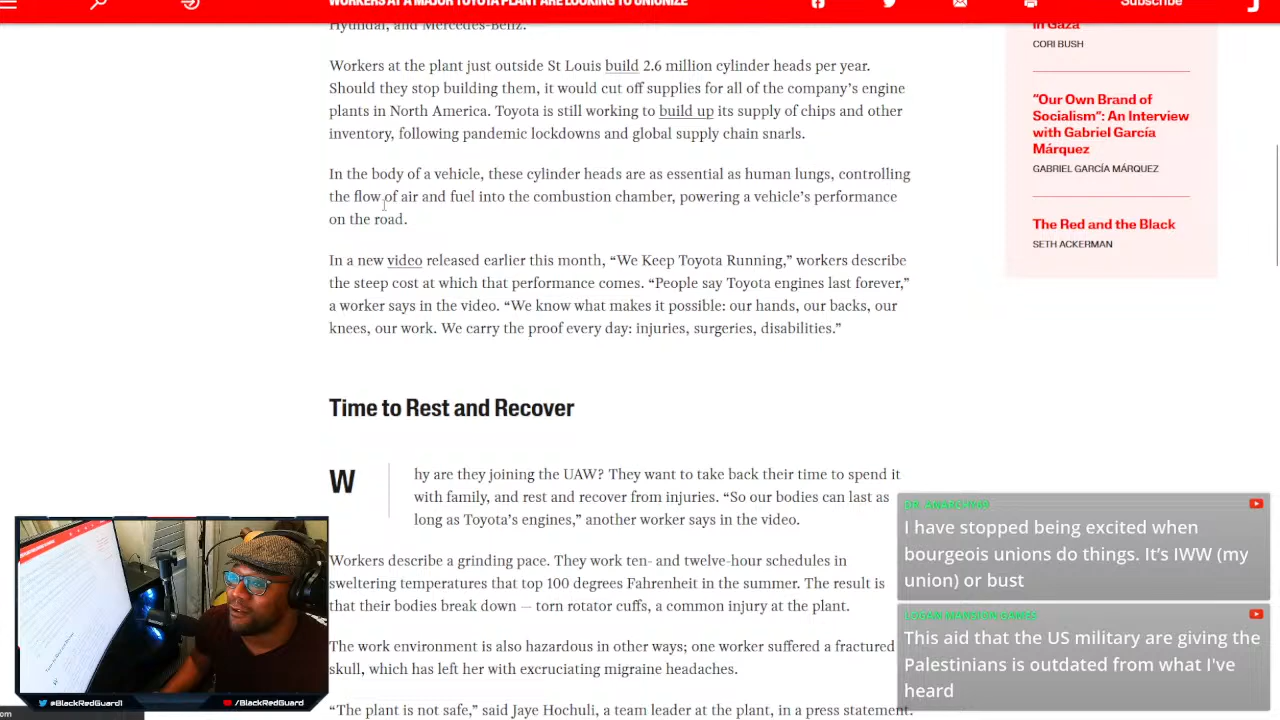 WORKERS AT A MAJOR TOYOTA PLANT ARE LOOKING TO UNIONIZE
Subscribe
Hyundai, and Mercedes-Benz.
Workers at the plant just outside St Louis build 2.6 million cylinder heads per year.
Should they stop building them, it would cut off supplies for all of the company's engine
plants in North America. Toyota is still working to build up its supply of chips and other
inventory, following pandemic lockdowns and global supply chain snarls.
In the body of a vehicle, these cylinder heads are as essential as human lungs, controlling
the flow of air and fuel into the combustion chamber, powering a vehicle's performance
on the road.
In a new video released earlier this month, “We Keep Toyota Running,” workers describe
the steep cost at which that performance comes. “People say Toyota engines last forever,”
a worker says in the video. “We know what makes it possible: our hands, our backs, our
knees, our work. We carry the proof every day: injuries, surgeries, disabilities.”
Time to Rest and Recover
Why are they joining the UAW? They want to take back their time to spend it
with family, and rest and recover from injuries. “So our bodies can last as
long as Toyota's engines,” another worker says in the video.
Workers describe a grinding pace. They work ten- and twelve-hour schedules in
sweltering temperatures that top 100 degrees Fahrenheit in the summer. The result is
that their bodies break down — torn rotator cuffs, a common injury at the plant.
The work environment is also hazardous in other ways; one worker suffered a fractured
skull, which has left her with excruciating migraine headaches.
“The plant is not safe,” said Jaye Hochuli, a team leader at the plant, in a press statement.
in Gaza
CORI BUSH
“Our Own Brand of
Socialism”: An Interview
with Gabriel García
Márquez
GABRIEL GARCÍA MÁRQUEZ
The Red and the Black
SETH ACKERMAN
I have stopped being excited when
bourgeois unions do things. It's IWW (my
union) or bust
LOGAN MANSION GAMES
This aid that the US military are giving the
Palestinians is outdated from what I've
heard
@BlackRedGuard1
/BlackRedGuard
om